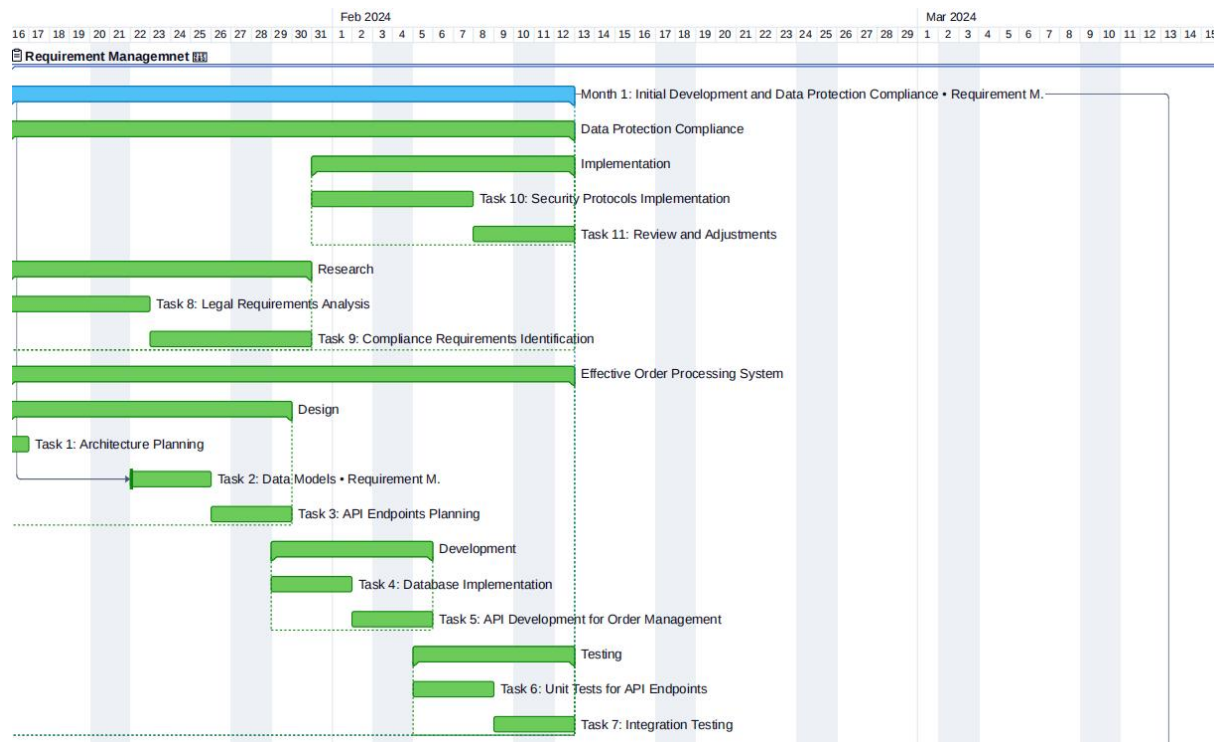 Feb 2024 Mar 2024
16 17 18 19 20 21 22 23 24 25 26 27 28 29 30 31 1 2 3 4 5 6 7 8 9 10 11 12 13 14 15 16 17 18 19 20 21 22 23 24 25 26 27 28 29 1 2 3 4 5 6 7 8 9 10 11 12 13 14 15
Requirement Managemnet
Month 1: Initial Development and Data Protection Compliance • Requirement M.
Data Protection Compliance
Implementation
Task 10: Security Protocols Implementation
Task 11: Review and Adjustments
Research
Task 8: Legal Requirements Analysis
Task 9: Compliance Requirements Identification
Effective Order Processing System
Design
Task 1: Architecture Planning
Task 2: Data Models • Requirement M.
Task 3: API Endpoints Planning
Development
Task 4: Database Implementation
Task 5: API Development for Order Management
Testing
Task 6: Unit Tests for API Endpoints
Task 7: Integration Testing